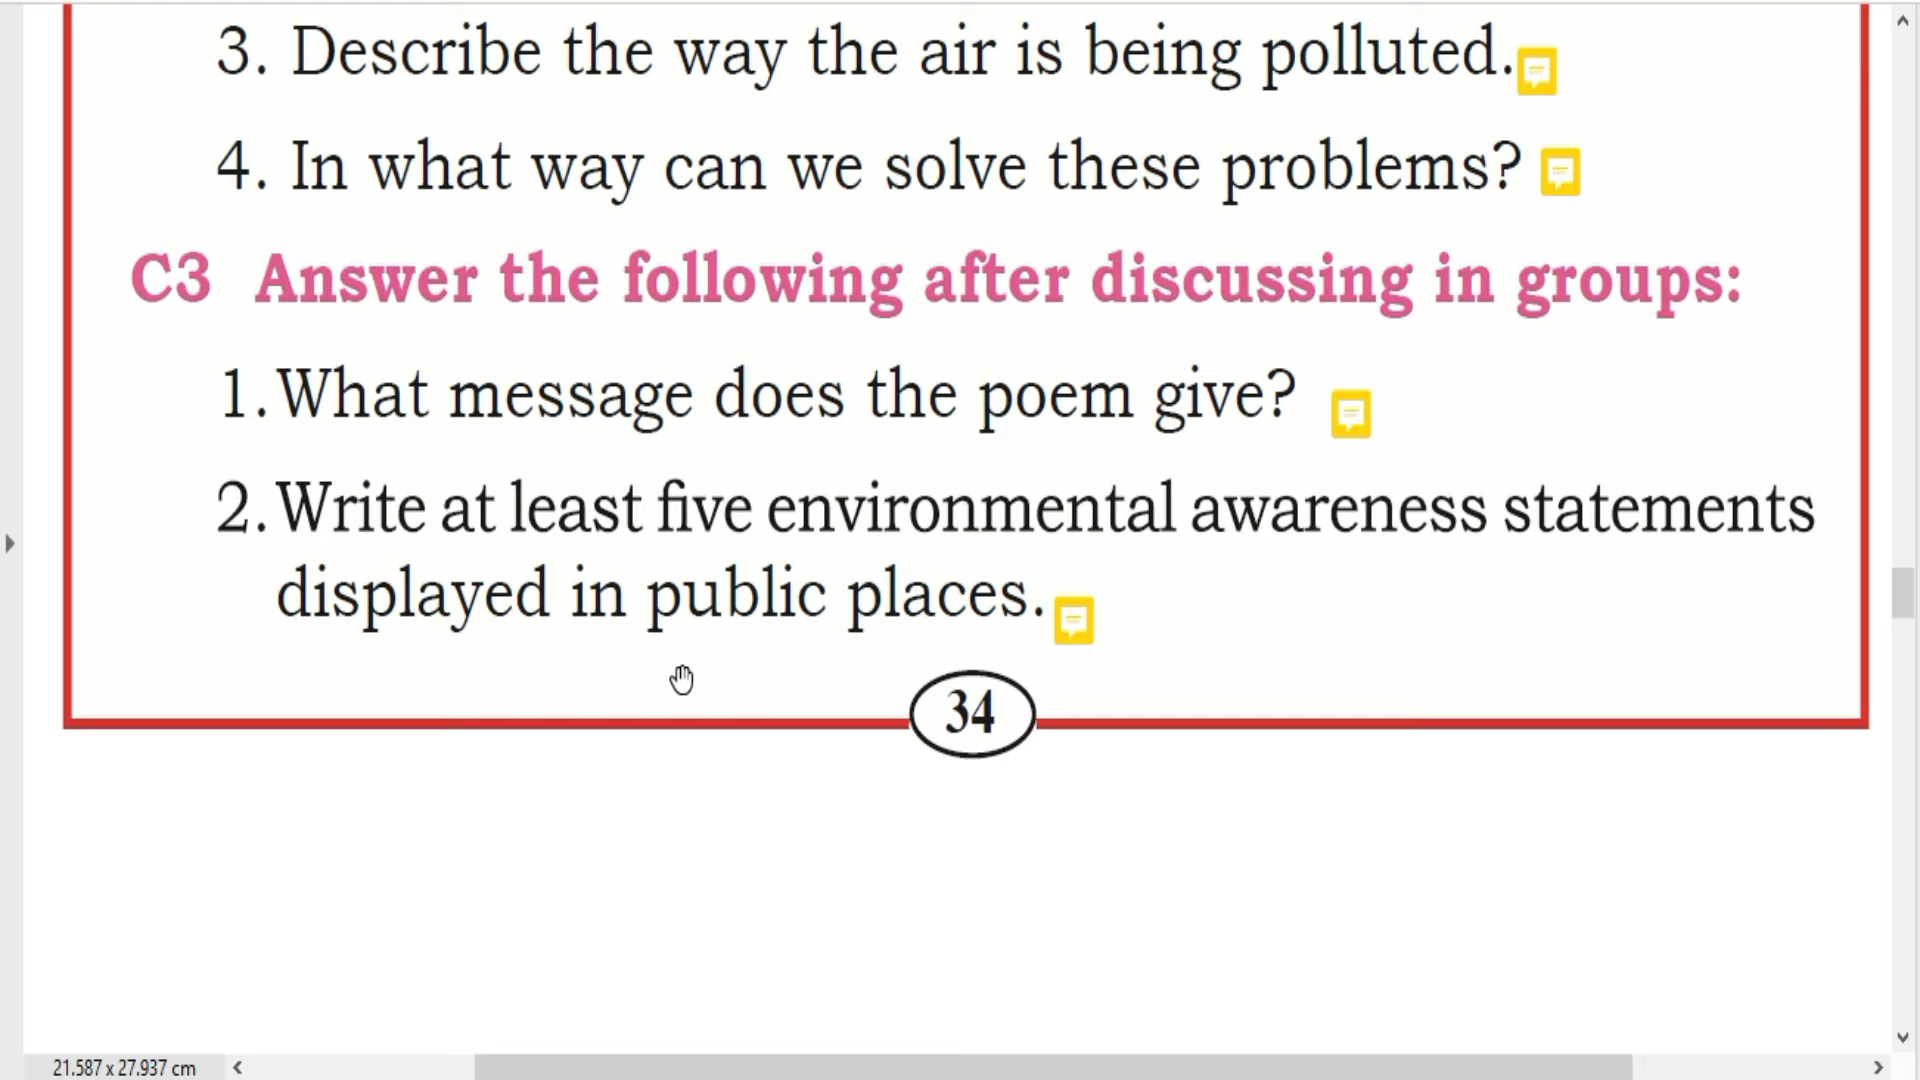 3. Describe the way the air is being polluted.
4. In what way can we solve these problems?
C3 Answer the following after discussing in groups:
1. What message does the poem give?
2. Write at least five environmental awareness statements
displayed in public places.
34
21.587 x 27.937 cm